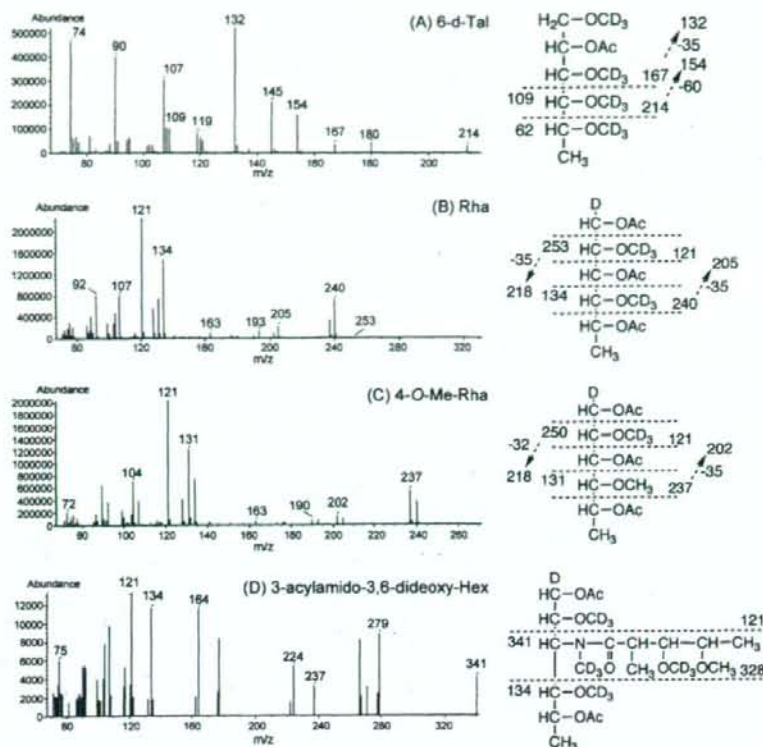 Abundance
(A) 6-d-Tal
500000
400000
300000
200000
100000
0
74
90
107
109
119
132
145
154
167
180
214
80 100 120 140 160 180 200
m/z
m/z
H₂C—OCD₃
HC—OAc
HC—OCD₃
HC—OCD₃
HC—OCD₃
CH₃
132
-35
167
154
-60
109
214
62
Abundance
(B) Rha
2000000
1600000
1200000
800000
400000
0
92
107
121
134
163
193
205
240
253
80 120 160 200 240 280 320
m/z
m/z
D
HC—OAc
HC—OCD₃
HC—OAc
HC—OCD₃
HC—OAc
CH₃
253
-35
218
121
134
205
-35
240
Abundance
(C) 4-O-Me-Rha
2000000
1800000
1600000
1400000
1200000
1000000
800000
600000
400000
200000
0
72
104
121
131
163
190
202
237
80 100 120 140 160 180 200 220 240 260
m/z
m/z
D
HC—OAc
HC—OCD₃
HC—OAc
HC—OCH₃
HC—OAc
CH₃
250
-32
218
121
131
202
-35
237
Abundance
(D) 3-acylamido-3,6-dideoxy-Hex
12000
10000
8000
6000
4000
2000
0
75
121
134
164
224
237
279
341
80 120 160 200 240 280 320
m/z
m/z
D
HC—OAc
HC—OCD₃
121
341
HC—N—C—CH—CH—CH—CH₃
CD₃O CH₃OCD₃OCH₃
328
134
HC—OCD₃
HC—OAc
CH₃